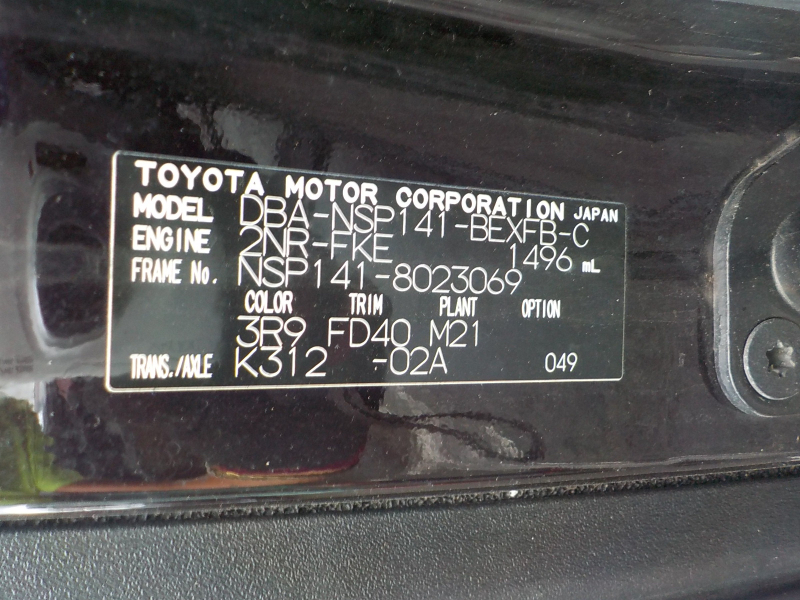 TOYOTA MOTOR CORPORATION JAPAN
MODEL DBA-NSP141-BEXFB-C
ENGINE 2NR-FKE 1496 mL
FRAME No. NSP141-8023069
COLOR TRIM PLANT OPTION
3R9 FD40 M21
TRANS./AXLE K312 -02A 049